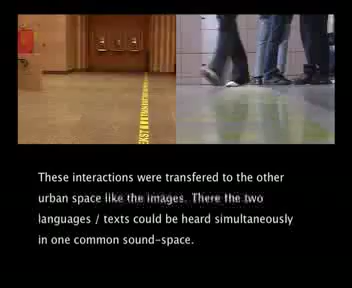 These interactions were transfered to the other
urban space like the images. There the two
languages / texts could be heard simultaneously
in one common sound-space.